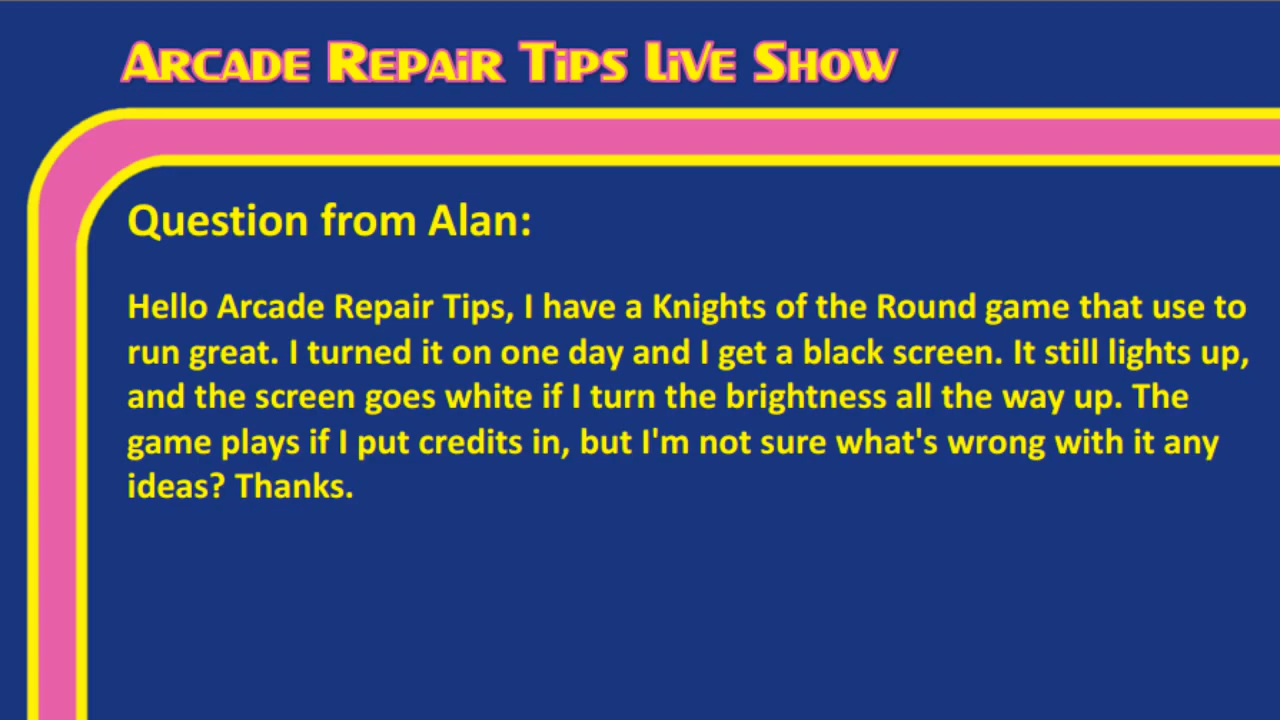 Arcade Repair Tips Live Show
Question from Alan:
Hello Arcade Repair Tips, I have a Knights of the Round game that use to
run great. I turned it on one day and I get a black screen. It still lights up,
and the screen goes white if I turn the brightness all the way up. The
game plays if I put credits in, but I'm not sure what's wrong with it any
ideas? Thanks.